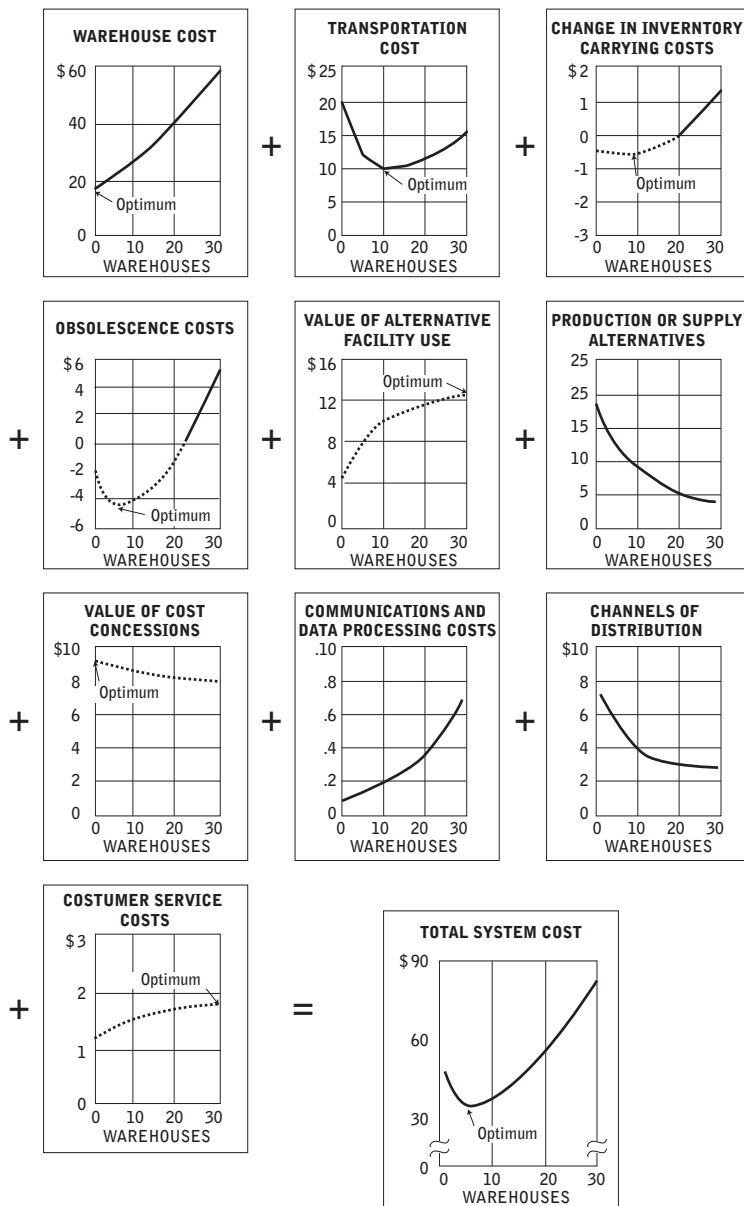 WAREHOUSE COST
$ 60
40
20
0
Optimum
0 10 20 30
WAREHOUSES
+
TRANSPORTATION
COST
$ 25
20
15
10
5
0
Optimum
0 10 20 30
WAREHOUSES
+
CHANGE IN INVERNTORY
CARRYING COSTS
$ 2
1
0
-1
-2
-3
Optimum
0 10 20 30
WAREHOUSES
+
OBSOLESCENCE COSTS
$ 6
4
2
0
-2
-4
-6
Optimum
0 10 20 30
WAREHOUSES
+
VALUE OF ALTERNATIVE
FACILITY USE
$ 16
12
8
4
0
Optimum
0 10 20 30
WAREHOUSES
+
PRODUCTION OR SUPPLY
ALTERNATIVES
25
25
15
10
5
0
0 10 20 30
WAREHOUSES
+
VALUE OF COST
CONCESSIONS
$10
8
6
4
2
0
Optimum
0 10 20 30
WAREHOUSES
+
COMMUNICATIONS AND
DATA PROCESSING COSTS
.10
.8
.6
.4
.2
0
0 10 20 30
WAREHOUSES
+
CHANNELS OF
DISTRIBUTION
$10
8
6
4
2
0
0 10 20 30
WAREHOUSES
+
COSTUMER SERVICE
COSTS
$3
2
1
0
Optimum
0 10 20 30
WAREHOUSES
=
TOTAL SYSTEM COST
$ 90
60
30
0
Optimum
0 10 20 30
WAREHOUSES